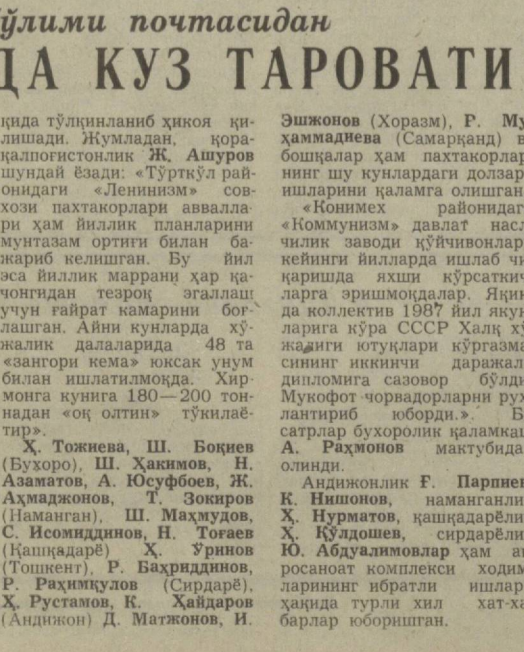 ўлими почтасидан
ДА КУЗ ТАРОВАТИ
қида тўлқинланиб ҳикоя қи-
лишади. Жумладан, қора-
қалпоғистонлик Ж. Ашуров
шундай ёзади: «Тўрткўл рай-
онидаги «Ленинизм» сов-
хози пахтакорлари аввалла-
ри ҳам йиллик планларини
мунтазам ортиғи билан ба-
жариб келишган. Бу йил
эса йиллик маррани ҳар қа-
чонгидан тезроқ эгаллаш
учун ғайрат камарини боғ-
лашган. Айни кунларда хў-
жалик далаларида 48 та
«зангори кема» юксак унум
билан ишлатилмоқда. Хир-
монга кунига 180—200 тон-
надан «оқ олтин» тўкилаё-
тир».
Ҳ. Тожиева, Ш. Боқиев
(Бухоро), Ш. Ҳакимов, Н.
Азаматов, А. Юсуфбоев, Ж.
Аҳмаджонов, Т. Зокиров
(Наманган), Ш. Маҳмудов,
С. Исомиддинов, Н. Тоғаев
(Қашқадарё) Ҳ. Ўринов
(Тошкент), Р. Баҳриддинов,
Р. Раҳимқулов (Сирдарё),
Ҳ. Рустамов, К. Ҳайдаров
(Андижон) Д. Матжонов, И.
Эшжонов (Хоразм), Р. Му
ҳаммадиева (Самарқанд) в
бошқалар ҳам пахтакорлар
нинг шу кунлардаги долзар
ишларини қаламга олишган
«Конимех районидаг
«Коммунизм» давлат насл
чилик заводи қўйчивонлар
кейинги йилларда ишлаб чи
қаришда яхши кўрсаткич
ларга эришмоқдалар. Яқин
да коллектив 1987 йил якун
ларига кўра СССР Халқ хў
жалиги ютуқлари кўргазма
сининг иккинчи даражал
дипломига сазовор бўлди
Мукофот чорвадорларни рух
лантириб юборди.». Б
сатрлар бухоролик қаламкаш
А. Раҳмонов мактубида
олинди.
Андижонлик Ғ. Парпиев
К. Нишонов, наманганли
Ҳ. Нурматов, қашқадарёли
Ҳ. Қўлдошев, сирдарёли
Ю. Абдуалимовлар ҳам аг
росаноат комплекси ходим
ларининг ибратли ишлар
ҳақида турли хил хат-ха
барлар юборишган.